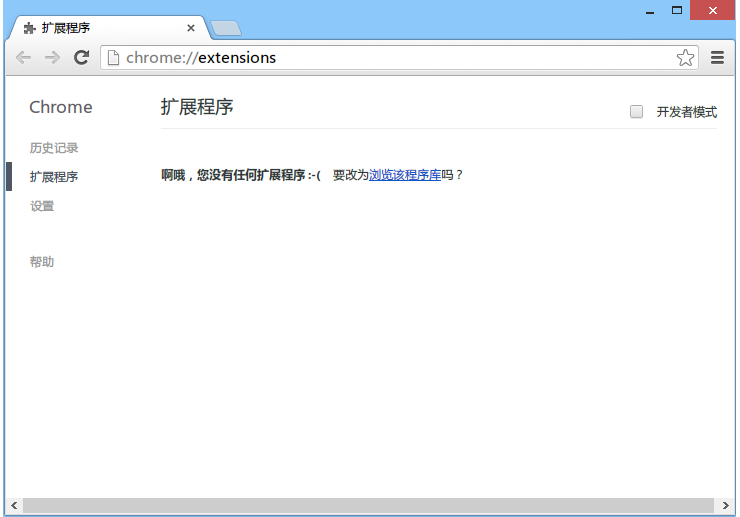 扩展程序
chrome://extensions
Chrome
扩展程序
开发者模式
历史记录
扩展程序
啊哦，您没有任何扩展程序 :-( 要改为浏览该程序库吗？
设置
帮助